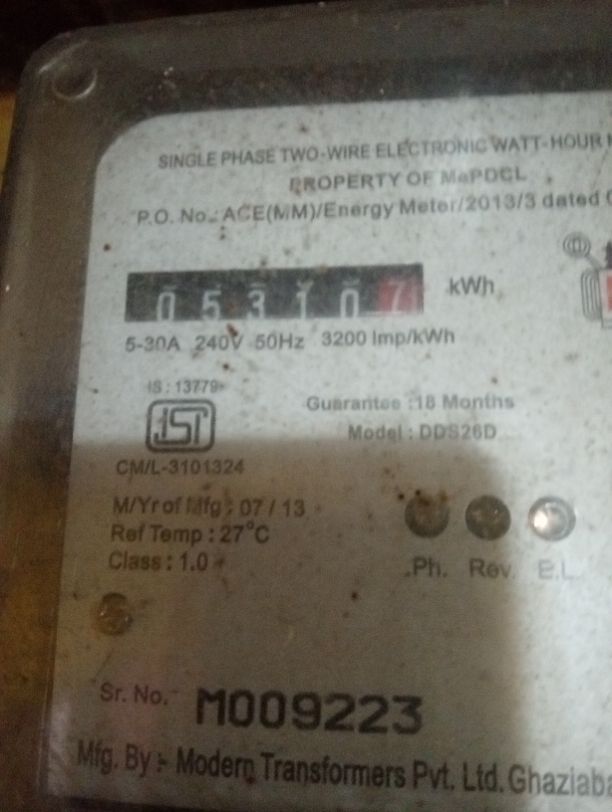 SINGLE PHASE TWO-WIRE ELECTRONIC WATT-HOUR
PROPERTY OF MePDCL
P.O. No.: ACE(MM)/Energy Meter/2013/3 dated
0 5 3 1 0 7 kWh
5-30A 240V 50Hz 3200 Imp/kWh
IS : 13779
Guarantee :18 Months
ISI
Model : DDS26D
CM/L-3101324
M/Yr of Mfg : 07 / 13
Ref Temp : 27°C
Class : 1.0
Ph. Rev. E.L.
Sr. No. M009223
Mfg. By :- Modern Transformers Pvt. Ltd. Ghaziaba